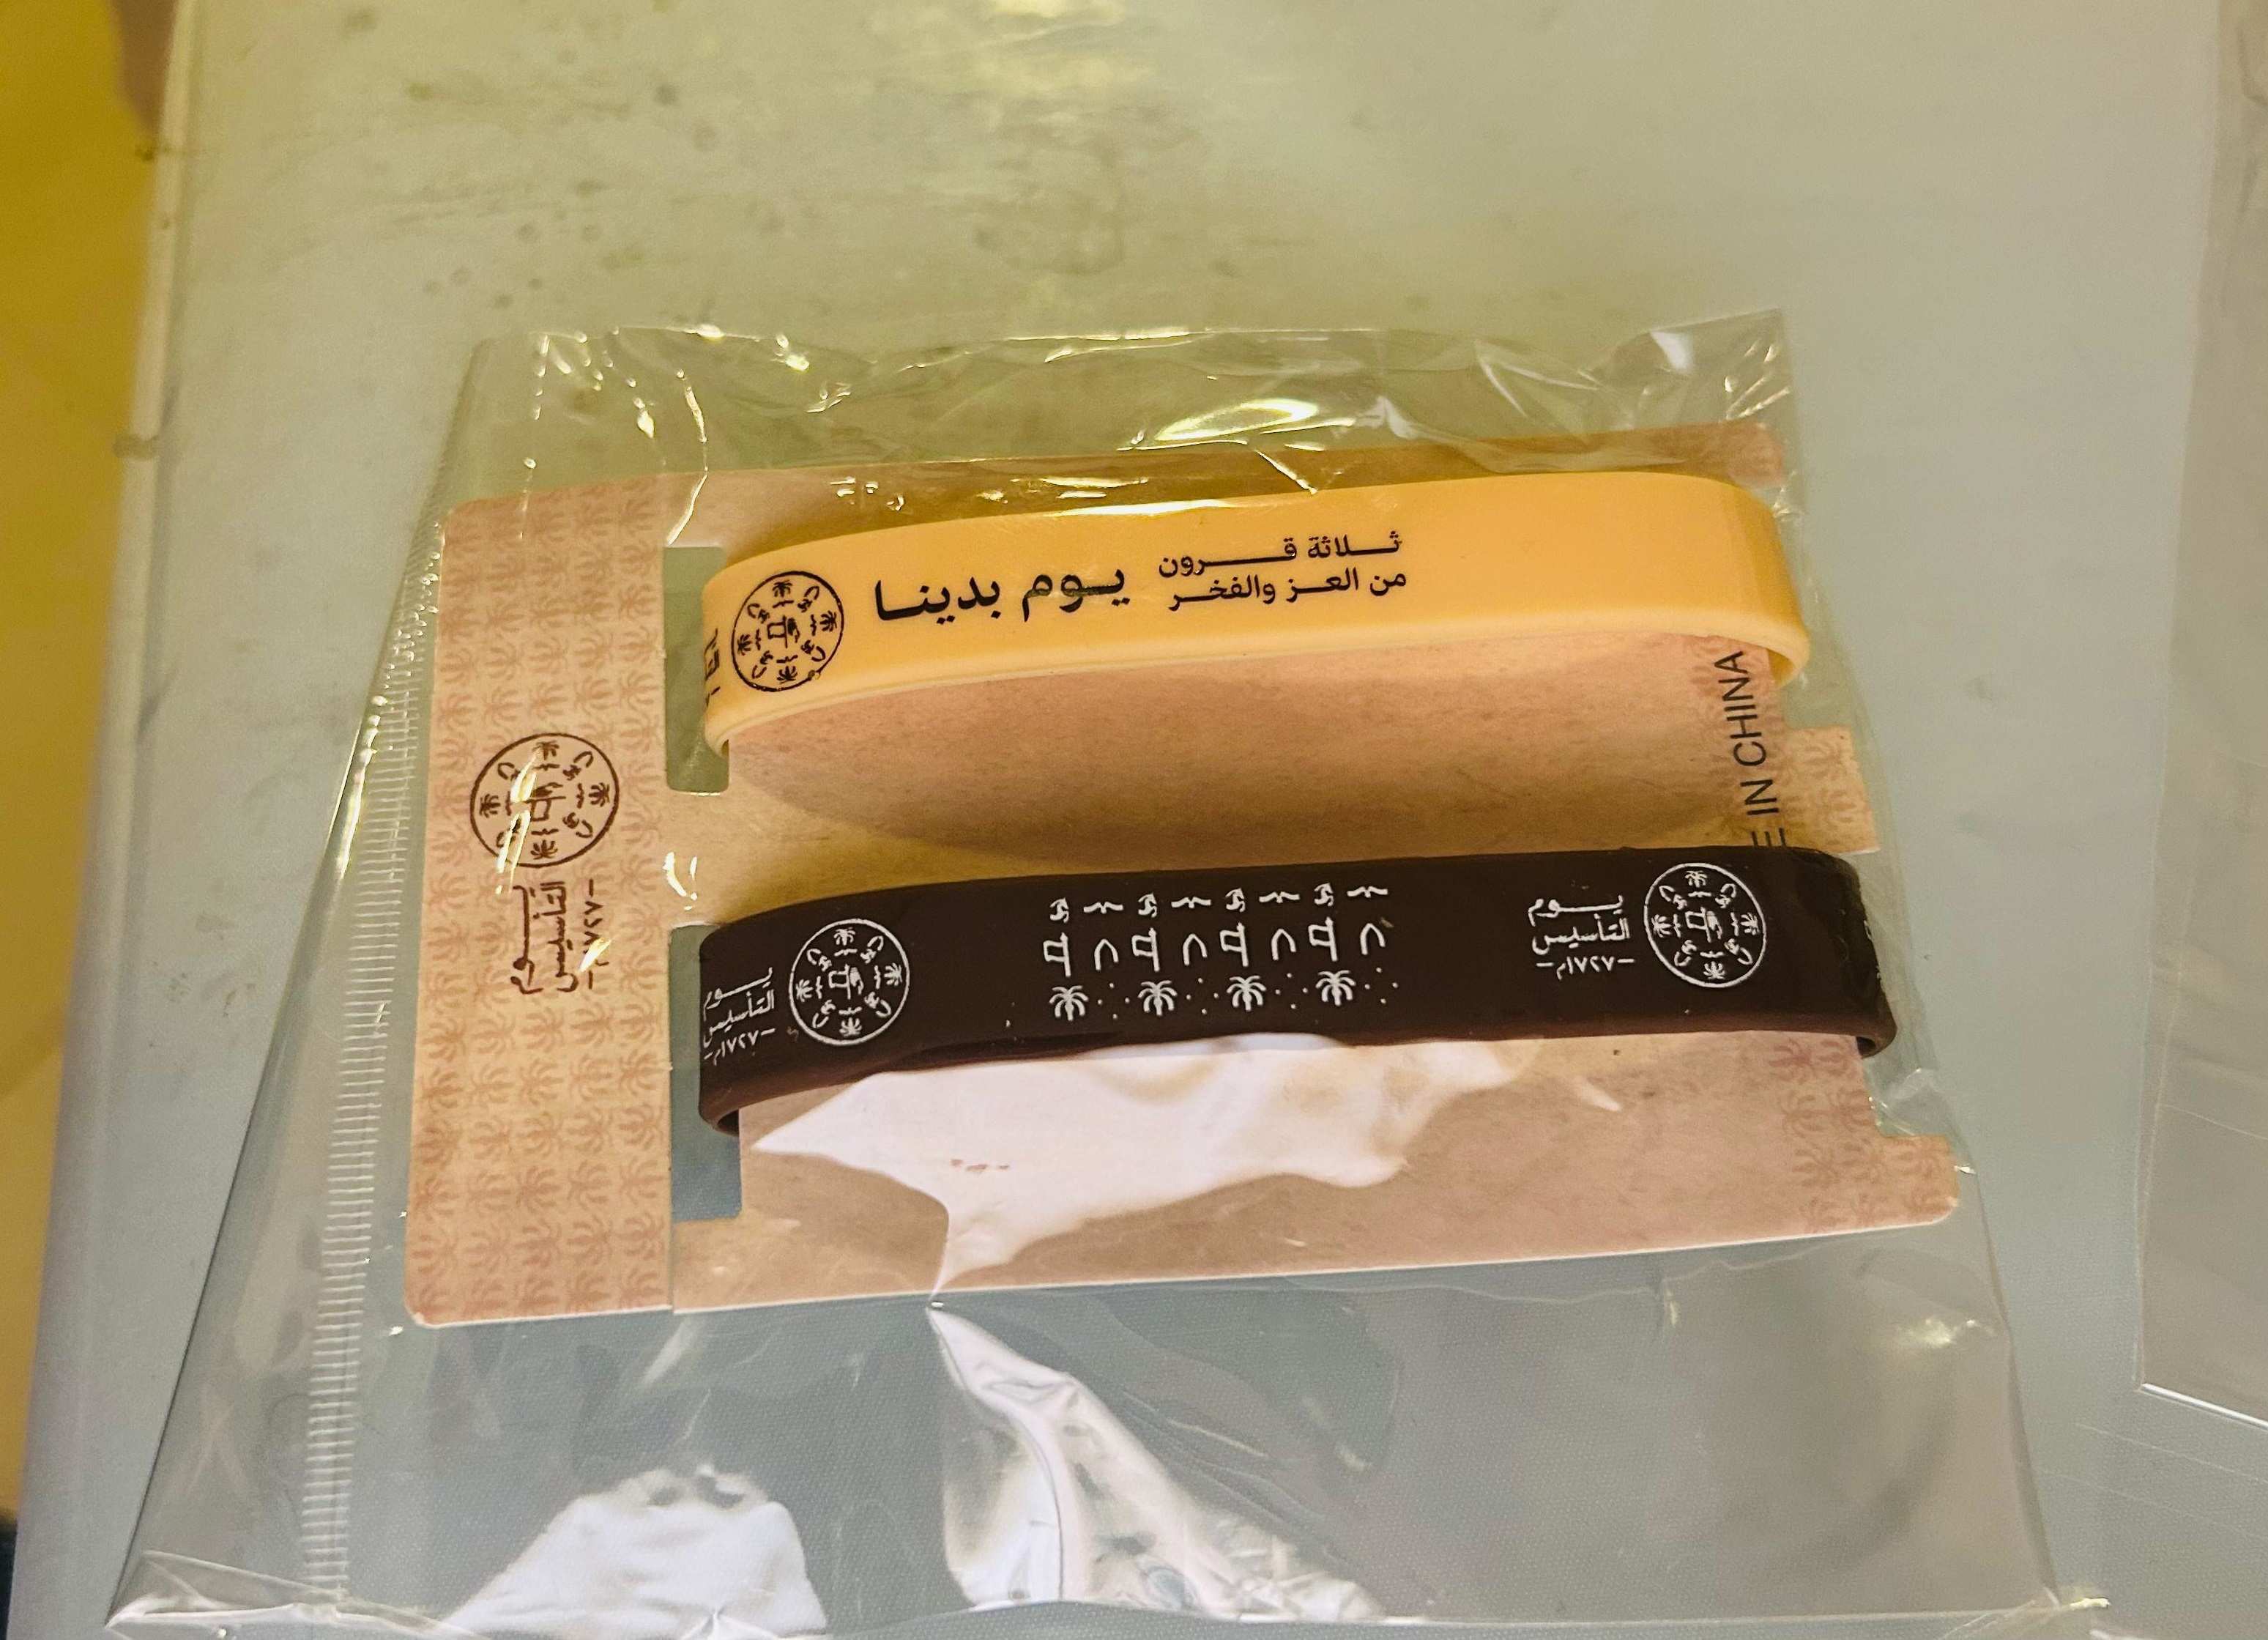 ثلاثة قرون
من العز والفخر
يوم بدينا
IN CHINA
يوم
التأسيس
١٧٢٧م
يوم
التأسيس
١٧٢٧م
يوم
التأسيس
١٧٢٧م